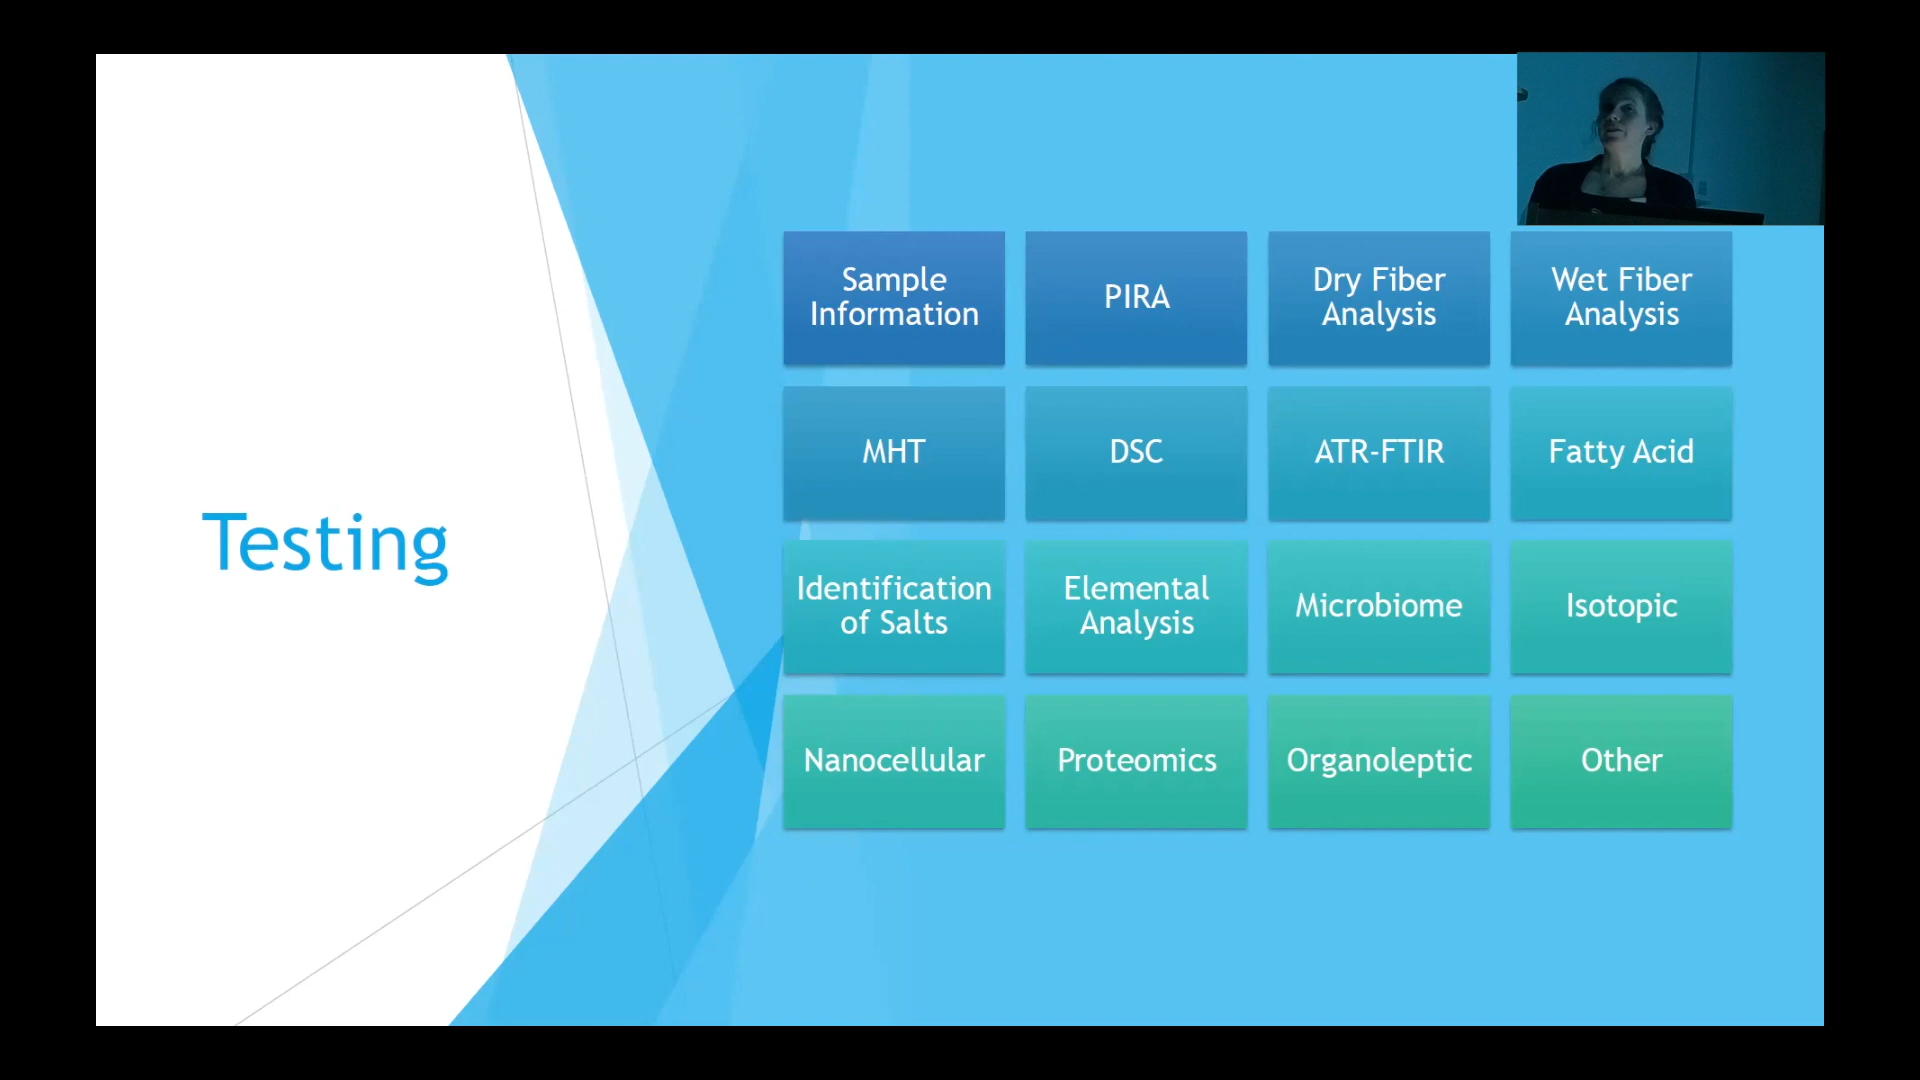 Testing
Sample
Information
PIRA
Dry Fiber
Analysis
Wet Fiber
Analysis
MHT
DSC
ATR-FTIR
Fatty Acid
Identification
of Salts
Elemental
Analysis
Microbiome
Isotopic
Nanocellular
Proteomics
Organoleptic
Other